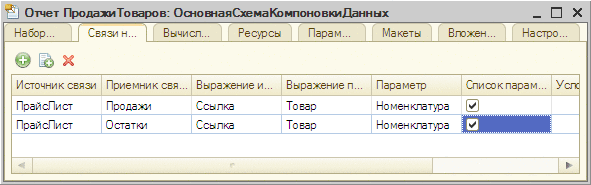 Отчет ПродажиТоваров: ОсновнаяСхемаКомпоновкиДанных
Набор... Связи н... Вычисл... Ресурсы Парам... Макеты Вложен... Настро...
Источник связи Приемник свя... Выражение и... Выражение п... Параметр Список парам... Усло
ПрайсЛист Продажи Ссылка Товар Номенклатура
ПрайсЛист Остатки Ссылка Товар Номенклатура